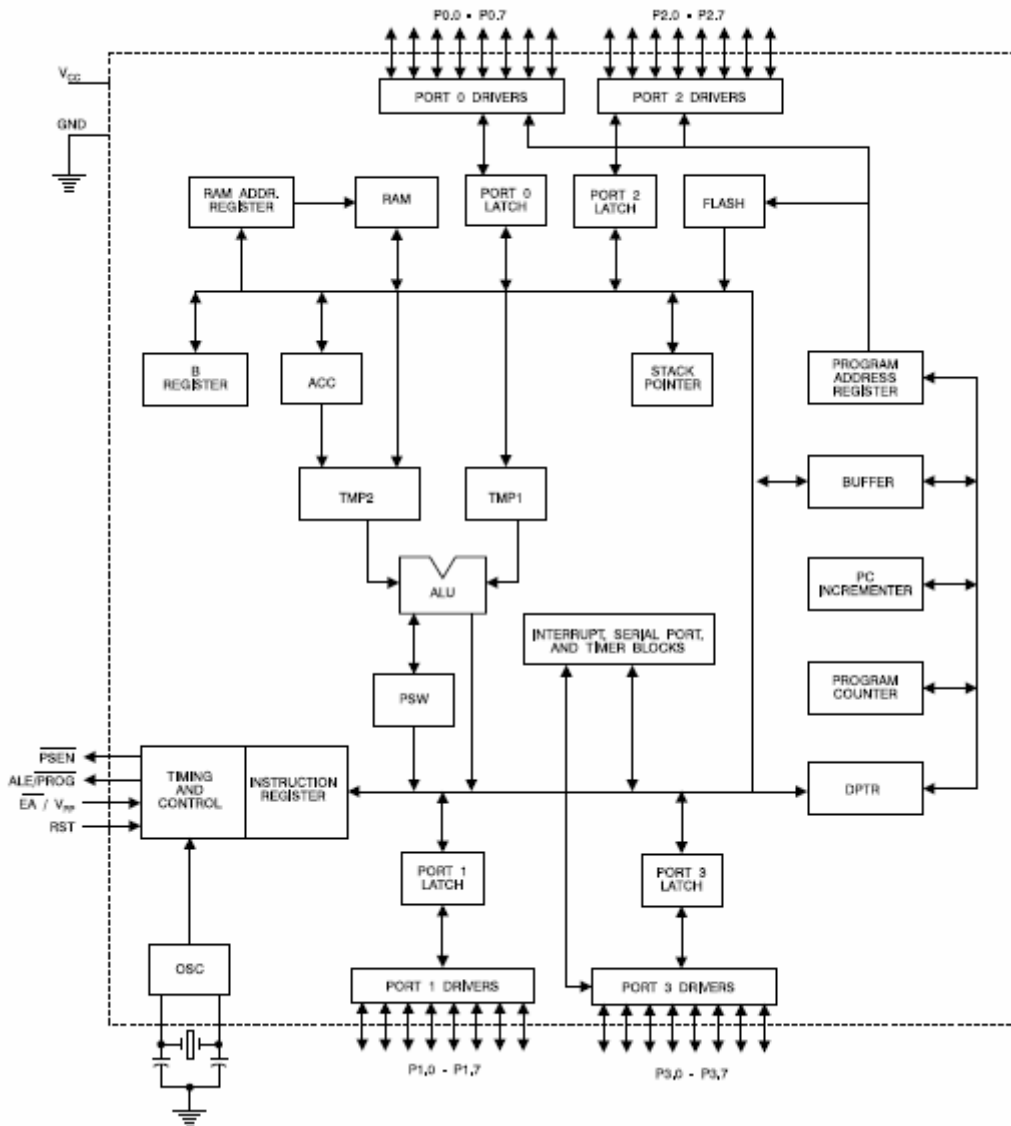 P0.0 - P0.7
P2.0 - P2.7
VCC
PORT 0 DRIVERS
PORT 2 DRIVERS
GND
RAM ADDR.
REGISTER
RAM
PORT 0
LATCH
PORT 2
LATCH
FLASH
B
REGISTER
ACC
STACK
POINTER
PROGRAM
ADDRESS
REGISTER
TMP2
TMP1
BUFFER
ALU
PC
INCREMENTER
INTERRUPT, SERIAL PORT,
AND TIMER BLOCKS
PSW
PROGRAM
COUNTER
PSEN
ALE/PROG
EA / VPP
RST
TIMING
AND
CONTROL
INSTRUCTION
REGISTER
DPTR
PORT 1
LATCH
PORT 3
LATCH
OSC
PORT 1 DRIVERS
PORT 3 DRIVERS
P1.0 - P1.7
P3.0 - P3.7